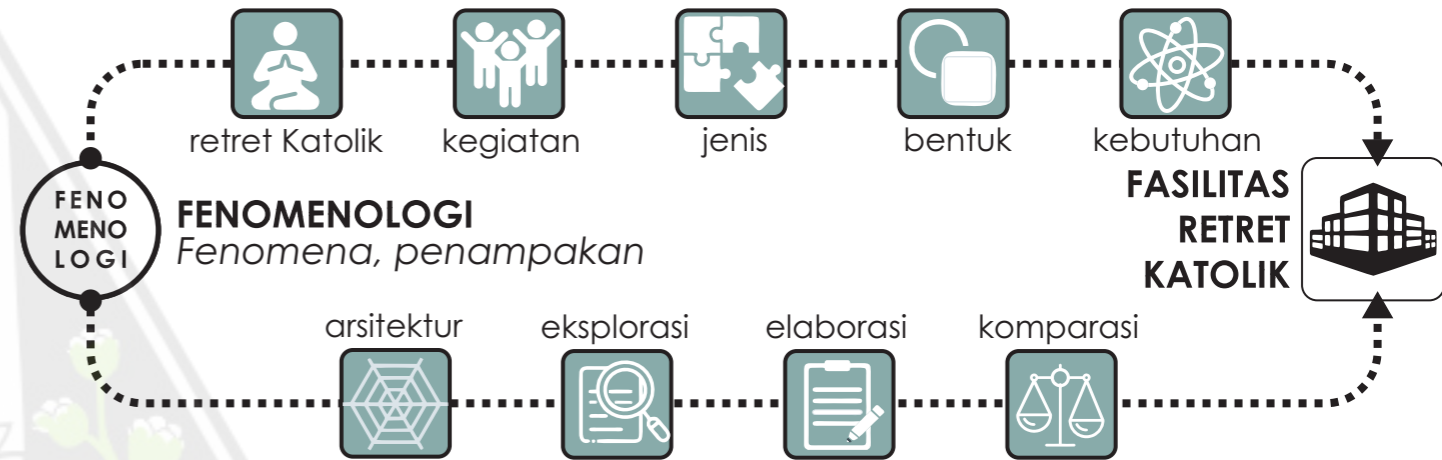 retret Katolik
kegiatan
jenis
bentuk
kebutuhan
FENO
MENO
LOGI
FENOMENOLOGI
Fenomena, penampakan
FASILITAS
RETRET
KATOLIK
arsitektur
eksplorasi
elaborasi
komparasi